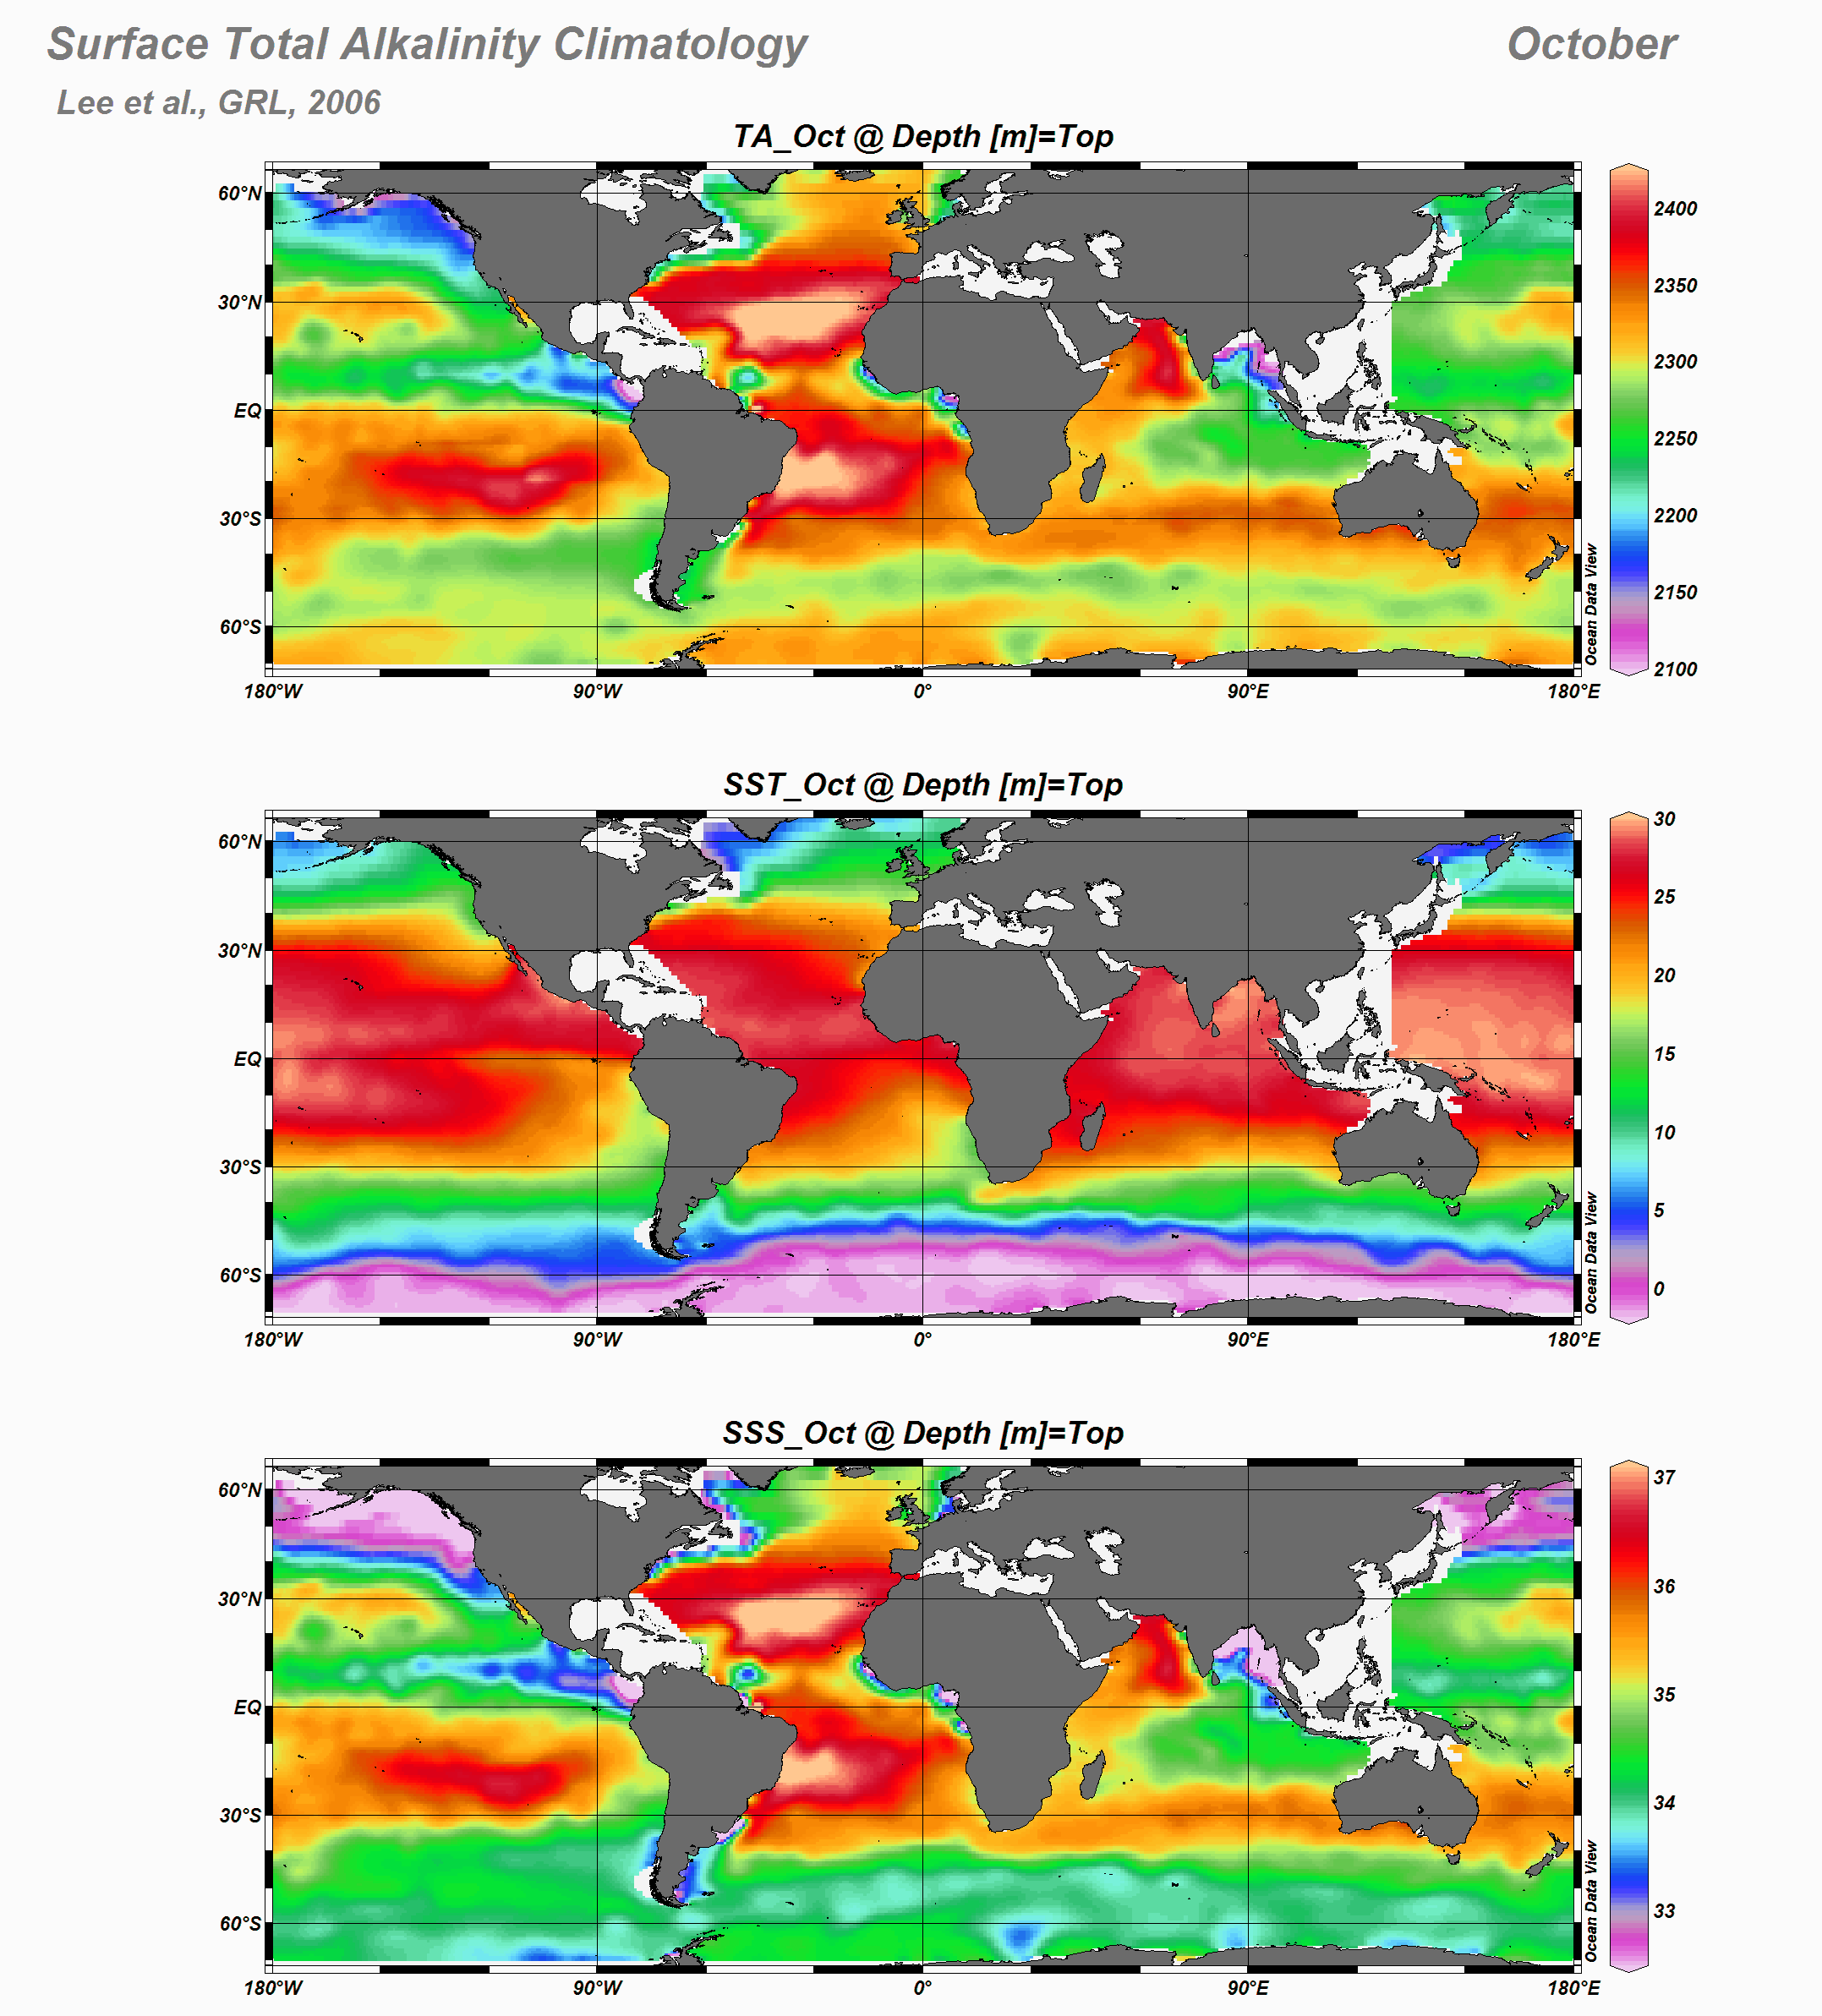 Surface Total Alkalinity Climatology
October
Lee et al., GRL, 2006
TA_Oct @ Depth [m]=Top
60°N
30°N
EQ
30°S
60°S
180°W
90°W
0°
90°E
180°E
Ocean Data View
2400
2350
2300
2250
2200
2150
2100
SST_Oct @ Depth [m]=Top
60°N
30°N
EQ
30°S
60°S
180°W
90°W
0°
90°E
180°E
Ocean Data View
30
25
20
15
10
5
0
SSS_Oct @ Depth [m]=Top
60°N
30°N
EQ
30°S
60°S
180°W
90°W
0°
90°E
180°E
Ocean Data View
37
36
35
34
33